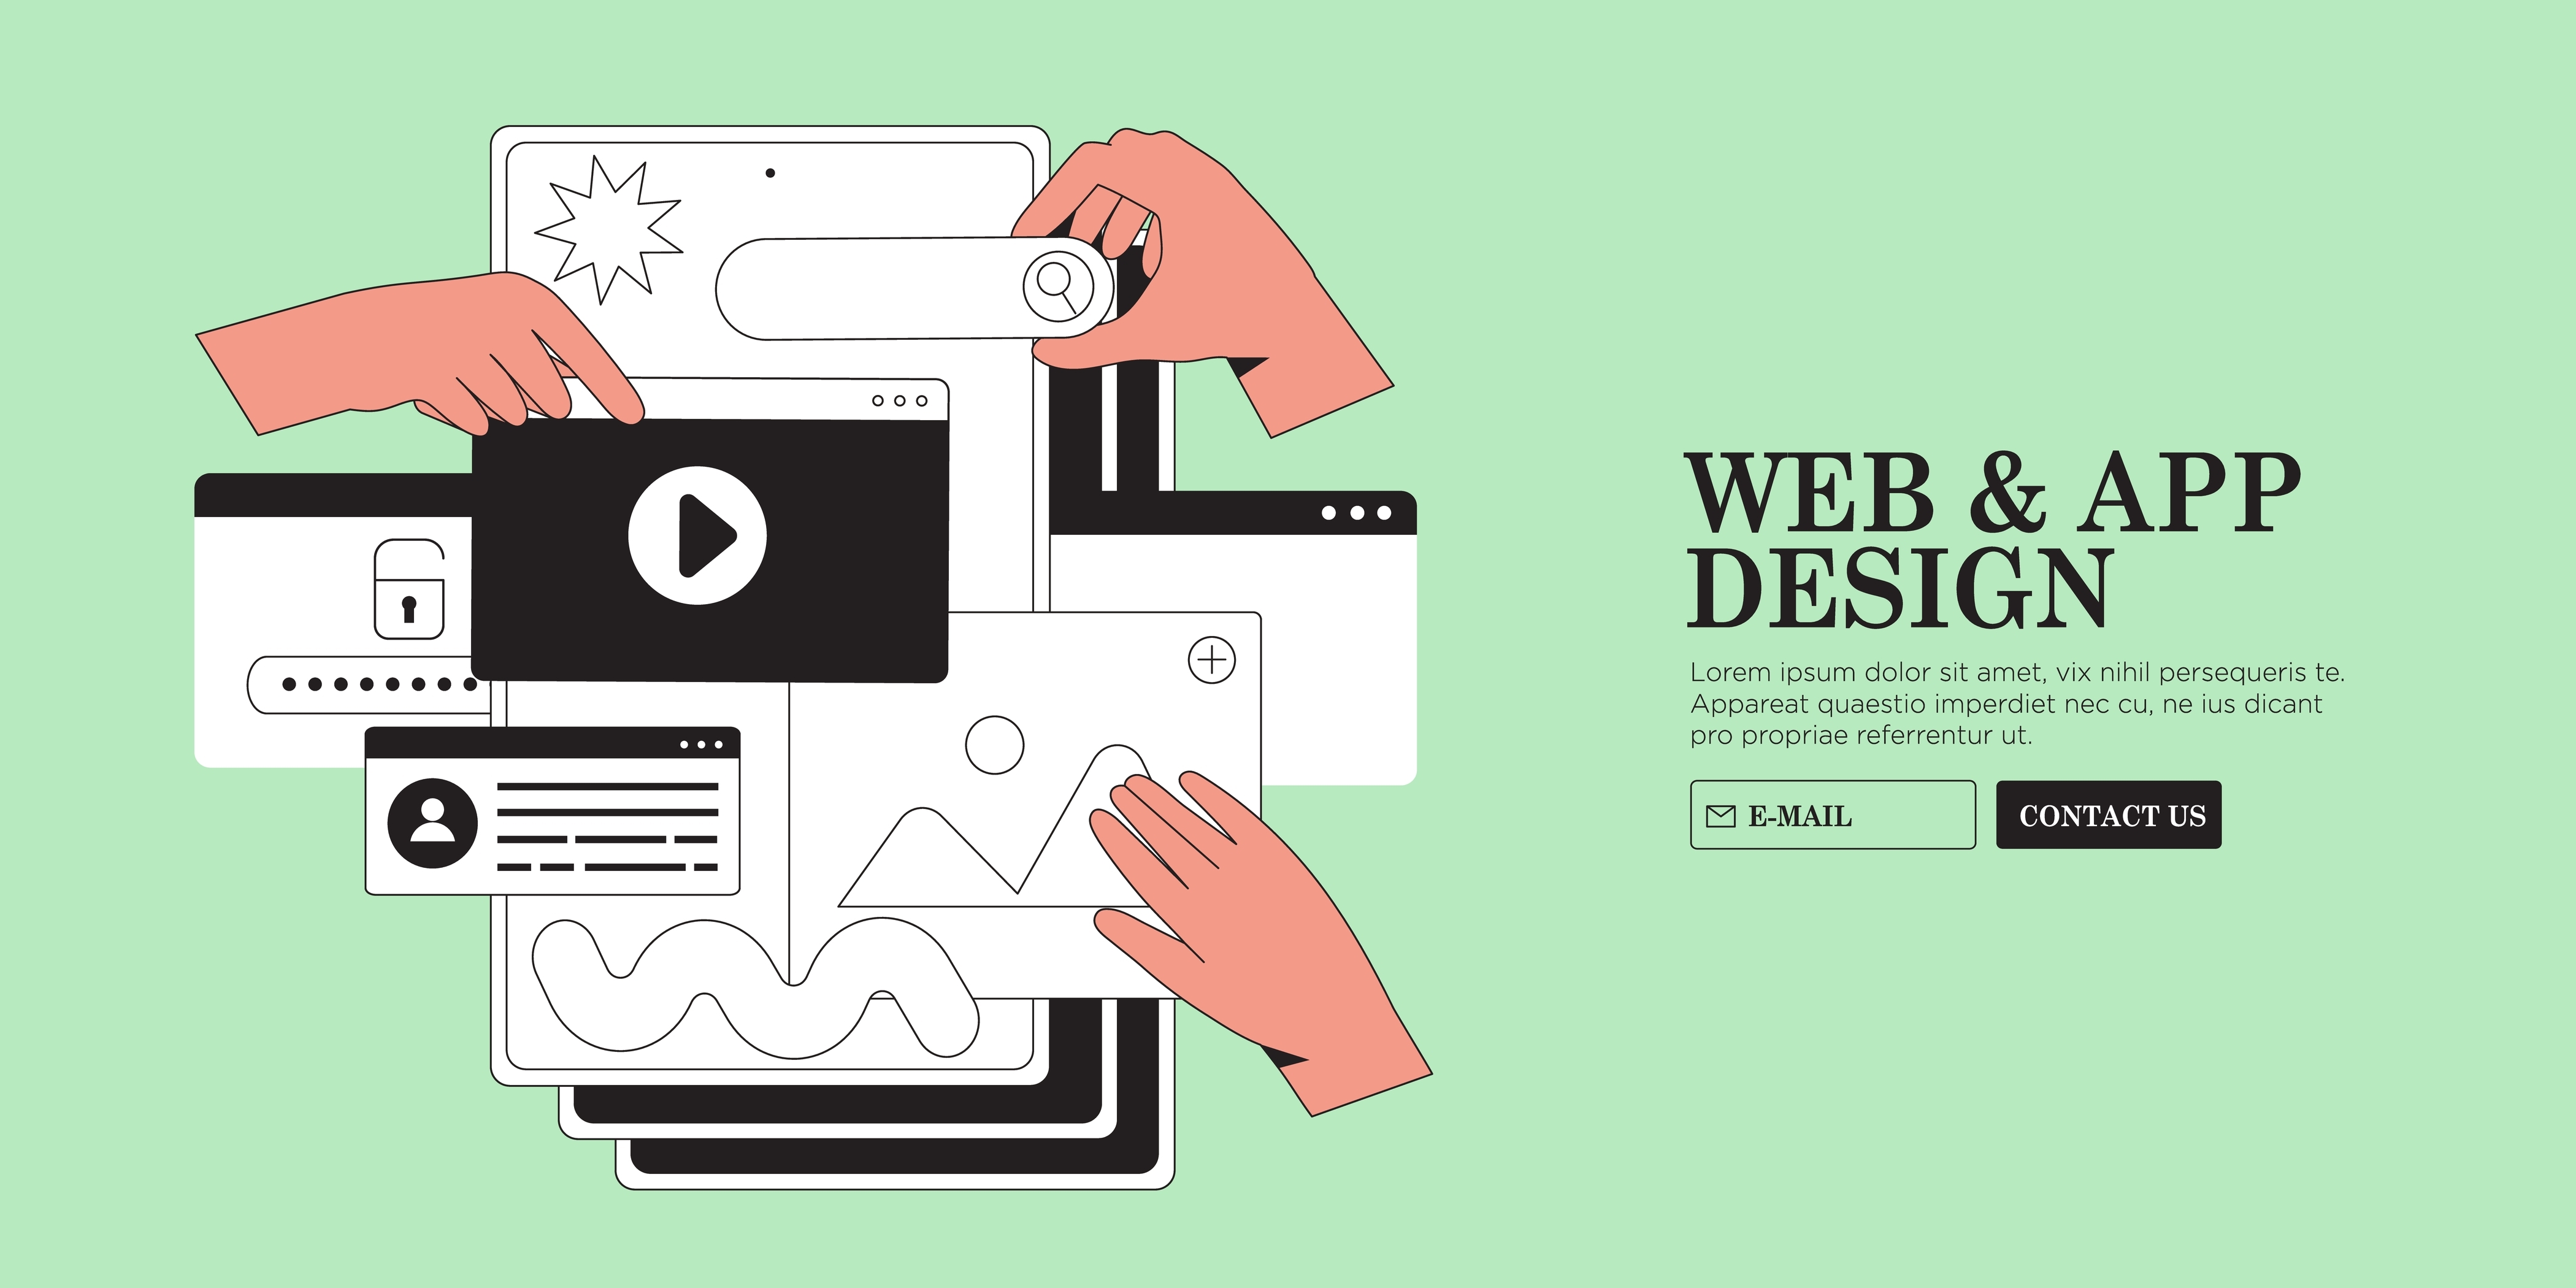 WEB & APP
DESIGN
Lorem ipsum dolor sit amet, vix nihil persequeris te.
Appareat quaestio imperdiet nec cu, ne ius dicant
pro propriae referrentur ut.
E-MAIL
CONTACT US